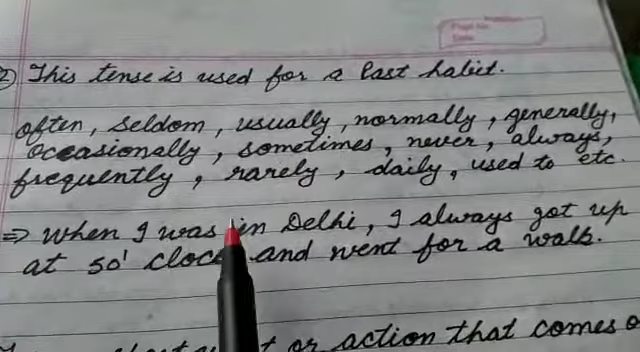 2) This tense is used for a Past habit.
often, seldom, usually, normally, generally,
occasionally, sometimes, never, always,
frequently, rarely, daily, used to etc.
⇒ When I was in Delhi, I always got up
at 5o' cloc and went for a walk.
or action that comes